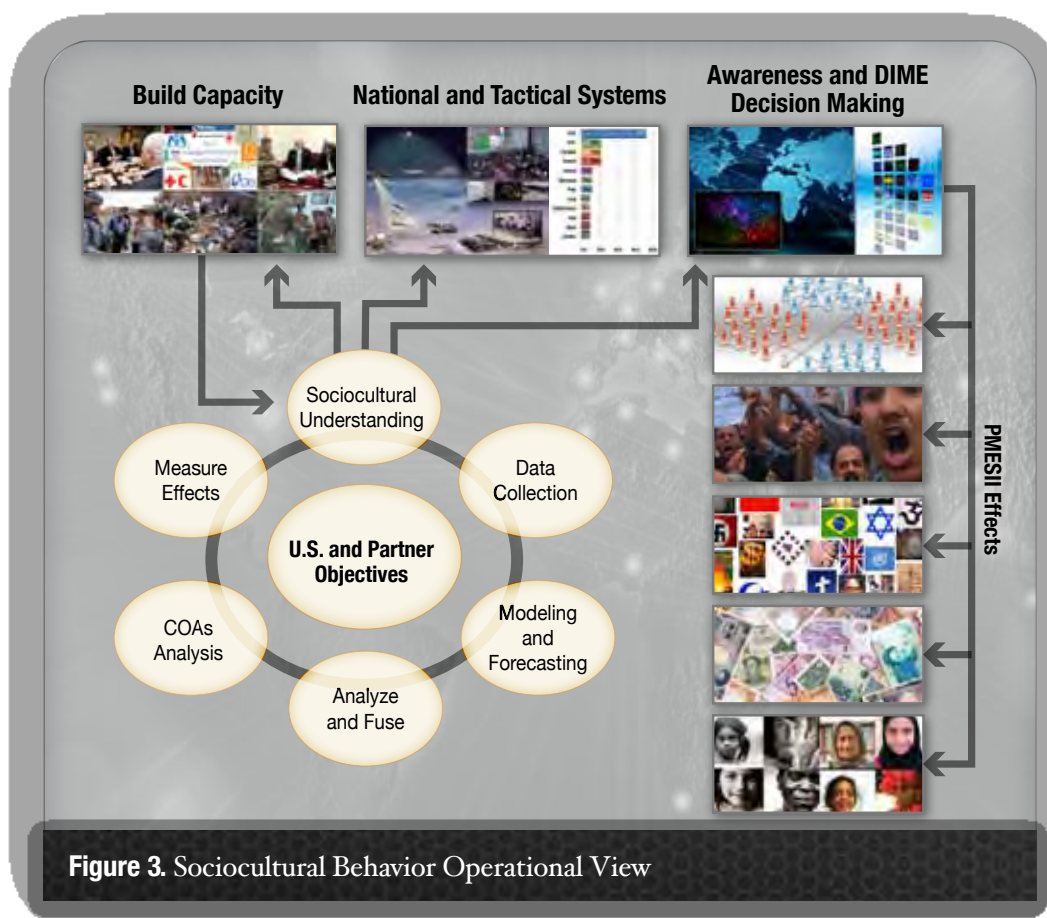 Build Capacity
National and Tactical Systems
Awareness and DIME
Decision Making
Sociocultural
Understanding
Measure
Effects
Data
Collection
U.S. and Partner
Objectives
COAs
Analysis
Modeling
and
Forecasting
Analyze
and Fuse
PMESII Effects
Figure 3. Sociocultural Behavior Operational View